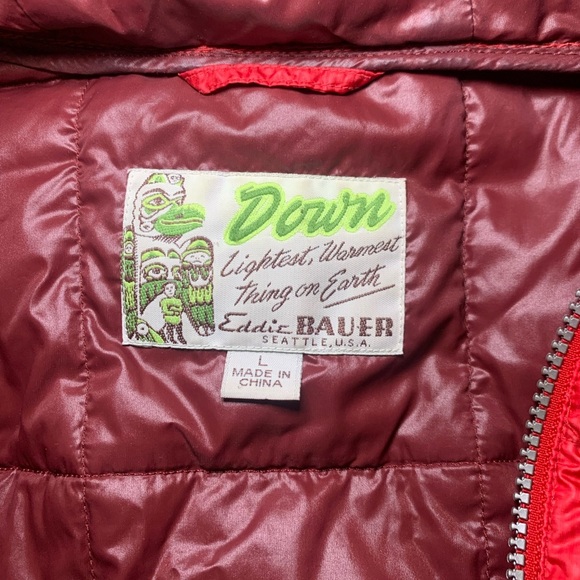 Down
Lightest, Warmest
Thing on Earth
Eddie BAUER
SEATTLE, U.S.A.
L
MADE IN
CHINA